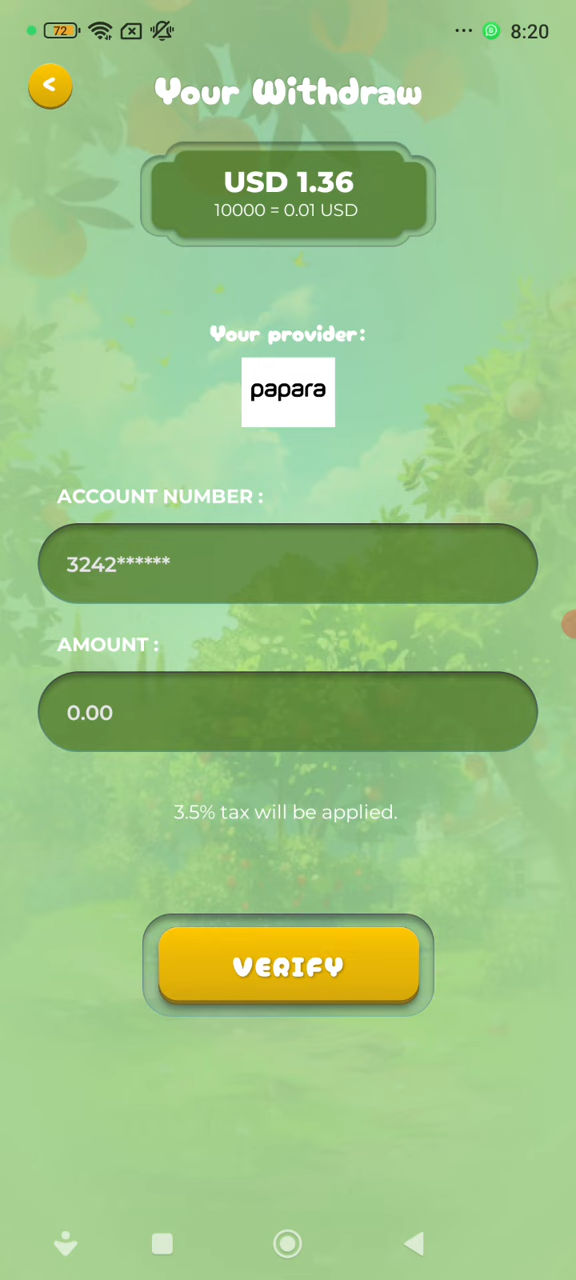 72
8:20
<
Your Withdraw
USD 1.36
10000 = 0.01 USD
Your provider:
papara
ACCOUNT NUMBER :
3242******
AMOUNT :
0.00
3.5% tax will be applied.
VERIFY